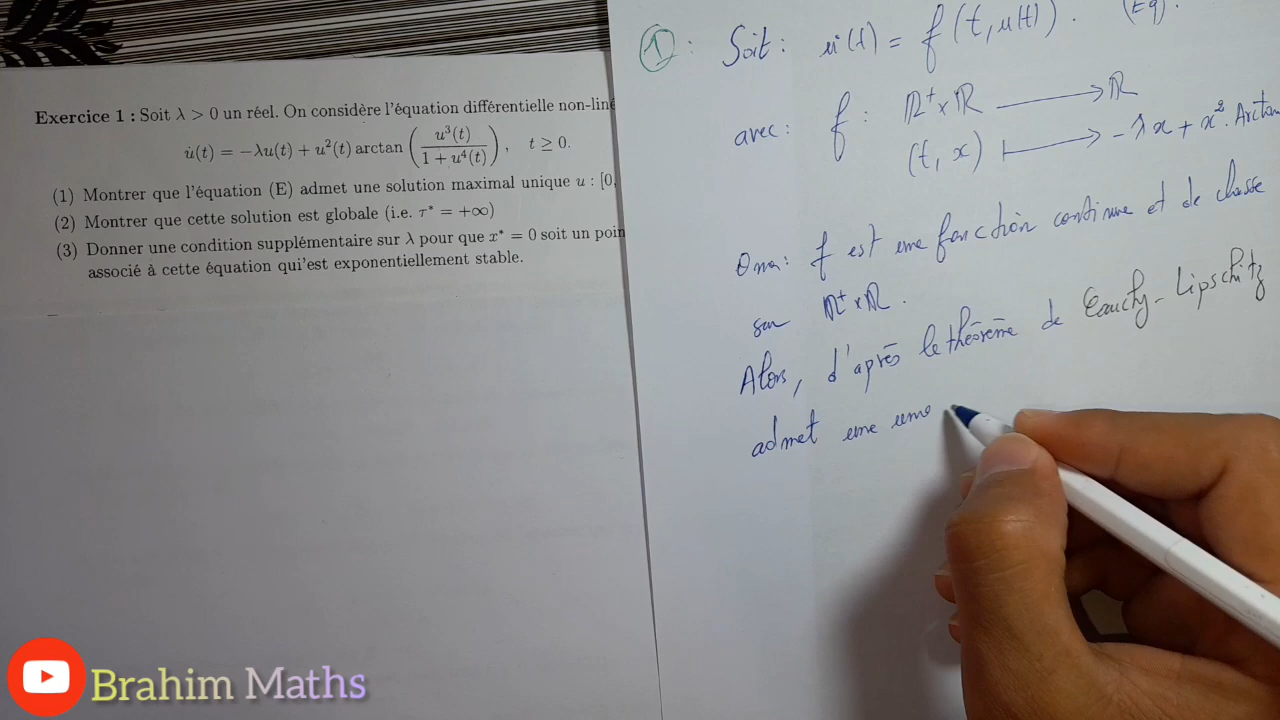 Exercice 1 : Soit λ > 0 un réel. On considère l'équation différentielle non-liné
u̇(t) = −λu(t) + u²(t) arctan ( u³(t) / 1 + u⁴(t) ), t ≥ 0.
(1) Montrer que l'équation (E) admet une solution maximal unique u : [0,
(2) Montrer que cette solution est globale (i.e. τ* = +∞)
(3) Donner une condition supplémentaire sur λ pour que x* = 0 soit un poin
associé à cette équation qui'est exponentiellement stable.
① : Soit : u̇(t) = f(t, u(t)). (Eq).
avec : f : ℝ⁺ × ℝ ⟶ ℝ
(t, x) ⟼ - λx + x². Arctan
On a : f est une fonction continue et de classe
sur ℝ⁺ × ℝ.
Alors, d'après le théorème de Cauchy-Lipschitz
admet une
Brahim Maths